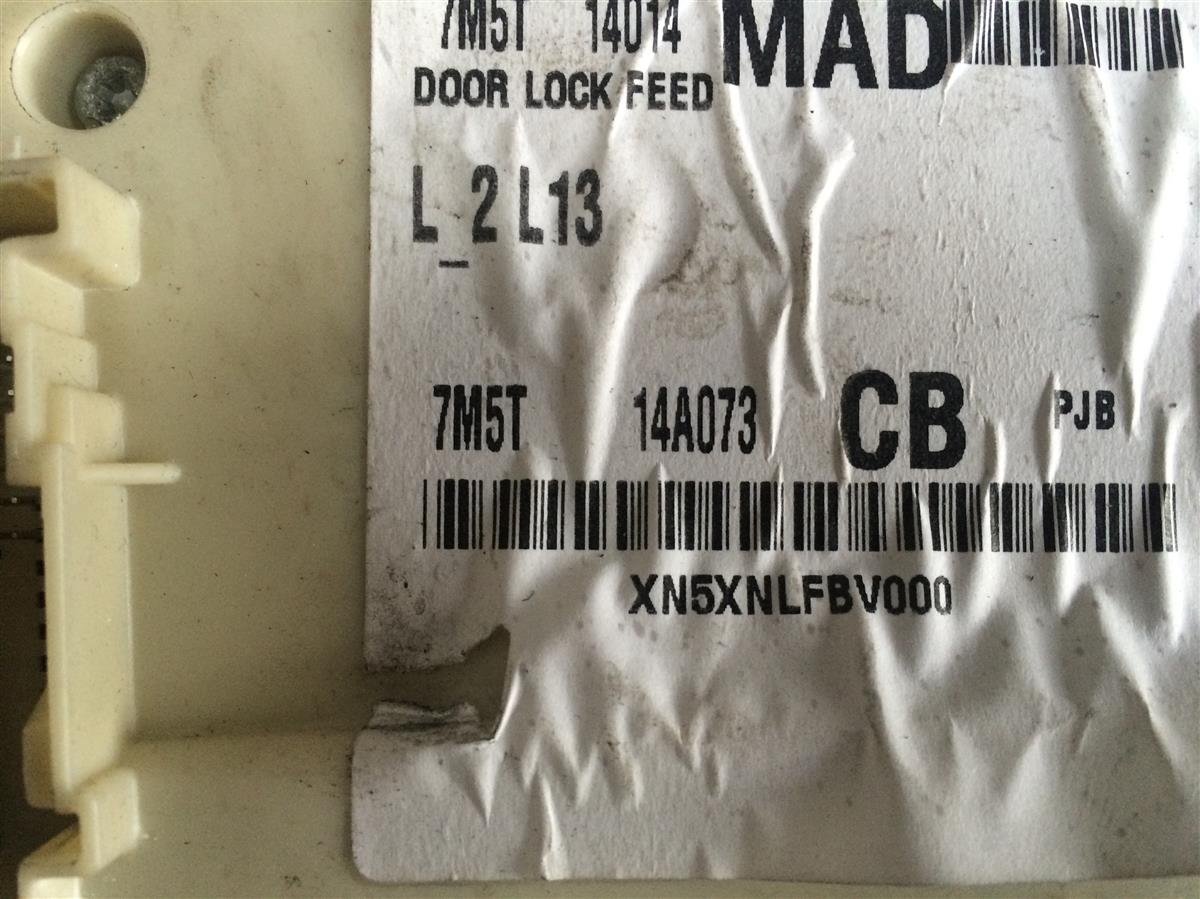 7M5T 14014 MAD
DOOR LOCK FEED
L_2 L13
7M5T 14A073 CB PJB
XN5XNLFBV000